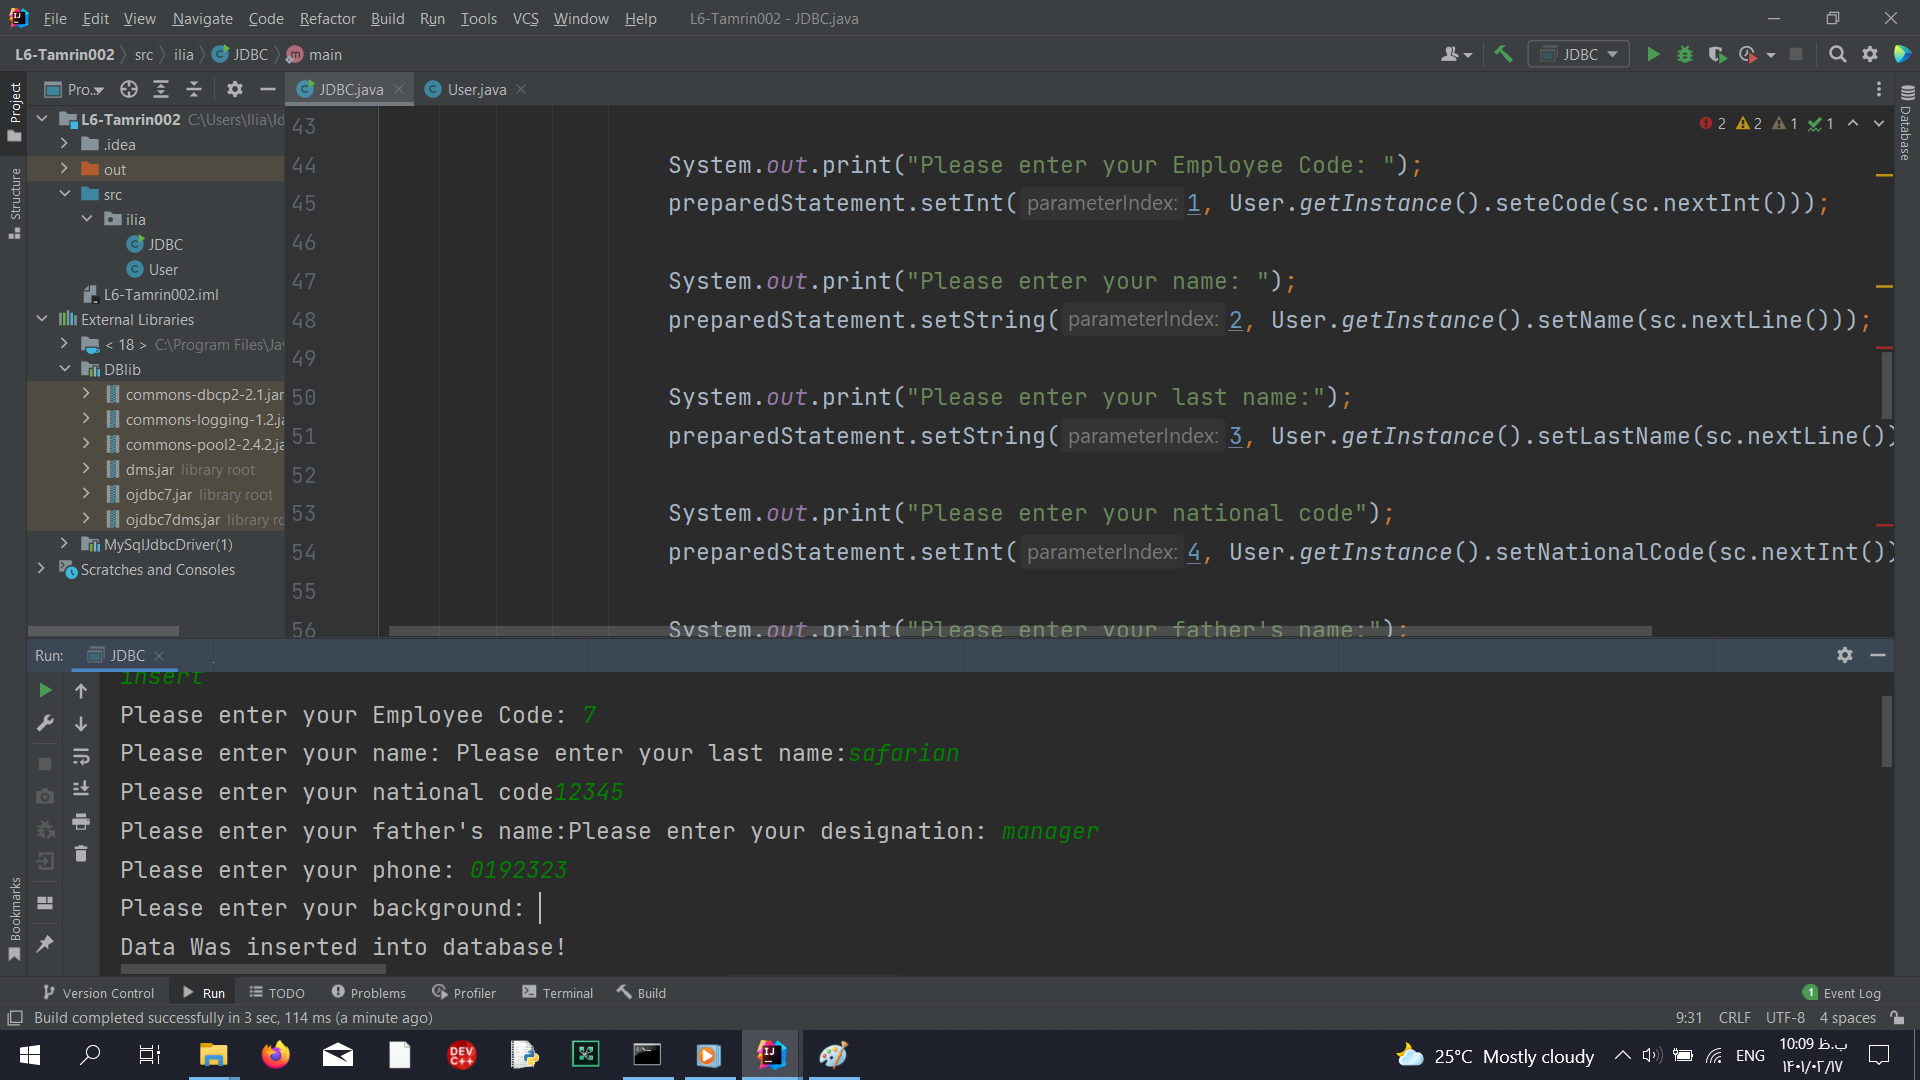 File Edit View Navigate Code Refactor Build Run Tools VCS Window Help L6-Tamrin002 - JDBC.java
L6-Tamrin002 src ilia JDBC main
JDBC
Project
Pro...
JDBC.java
User.java
Database
L6-Tamrin002 C:\Users\Ilia\Id
.idea
out
src
ilia
JDBC
User
L6-Tamrin002.iml
External Libraries
< 18 > C:\Program Files\Jav
DBlib
commons-dbcp2-2.1.jar
commons-logging-1.2.ja
commons-pool2-2.4.2.ja
dms.jar library root
ojdbc7.jar library root
ojdbc7dms.jar library ro
MySqlJdbcDriver(1)
Scratches and Consoles
Structure
2 2 1 1
43
44 System.out.print("Please enter your Employee Code: ");
45 preparedStatement.setInt( parameterIndex: 1, User.getInstance().seteCode(sc.nextInt()));
46
47 System.out.print("Please enter your name: ");
48 preparedStatement.setString( parameterIndex: 2, User.getInstance().setName(sc.nextLine()));
49
50 System.out.print("Please enter your last name:");
51 preparedStatement.setString( parameterIndex: 3, User.getInstance().setLastName(sc.nextLine())
52
53 System.out.print("Please enter your national code");
54 preparedStatement.setInt( parameterIndex: 4, User.getInstance().setNationalCode(sc.nextInt())
55
56 System.out.print("Please enter your father's name:");
Run: JDBC
insert
Please enter your Employee Code: 7
Please enter your name: Please enter your last name:safarian
Please enter your national code12345
Please enter your father's name:Please enter your designation: manager
Please enter your phone: 0192323
Please enter your background:
Data Was inserted into database!
Bookmarks
Version Control Run TODO Problems Profiler Terminal Build 1 Event Log
Build completed successfully in 3 sec, 114 ms (a minute ago) 9:31 CRLF UTF-8 4 spaces
DEV C++
25°C Mostly cloudy ENG
10:09 ب.ظ
۱۴۰۱/۰۳/۱۷